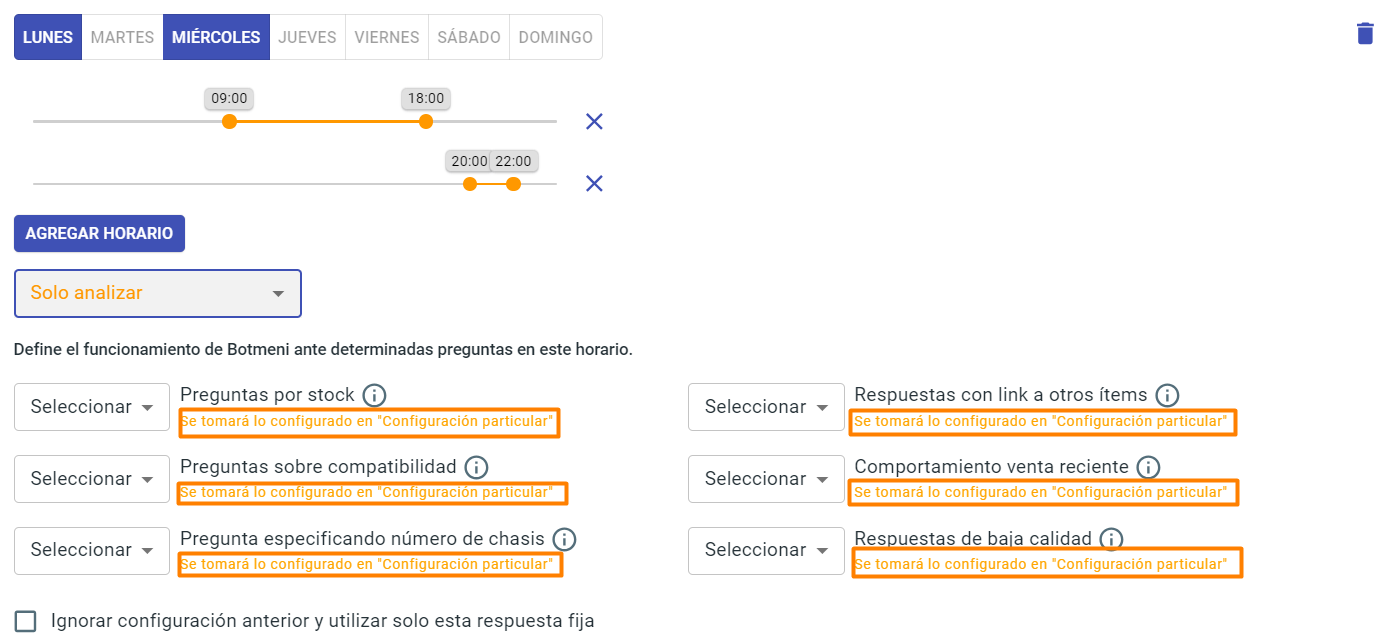 LUNES MARTES MIÉRCOLES JUEVES VIERNES SÁBADO DOMINGO
09:00 18:00
20:00 22:00
AGREGAR HORARIO
Solo analizar
Define el funcionamiento de Botmeni ante determinadas preguntas en este horario.
Seleccionar Preguntas por stock
Se tomará lo configurado en "Configuración particular"
Seleccionar Respuestas con link a otros ítems
Se tomará lo configurado en "Configuración particular"
Seleccionar Preguntas sobre compatibilidad
Se tomará lo configurado en "Configuración particular"
Seleccionar Comportamiento venta reciente
Se tomará lo configurado en "Configuración particular"
Seleccionar Pregunta especificando número de chasis
Se tomará lo configurado en "Configuración particular"
Seleccionar Respuestas de baja calidad
Se tomará lo configurado en "Configuración particular"
Ignorar configuración anterior y utilizar solo esta respuesta fija